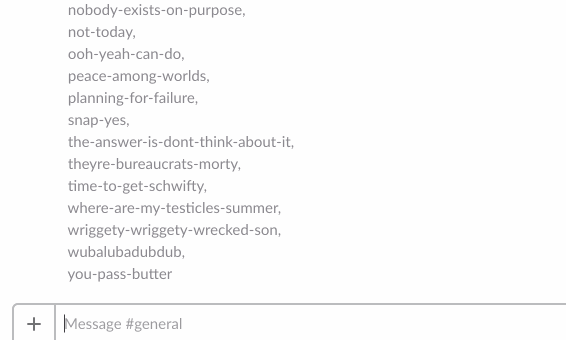 nobody-exists-on-purpose,
not-today,
ooh-yeah-can-do,
peace-among-worlds,
planning-for-failure,
snap-yes,
the-answer-is-dont-think-about-it,
theyre-bureaucrats-morty,
time-to-get-schwifty,
where-are-my-testicles-summer,
wriggety-wriggety-wrecked-son,
wubalubadubdub,
you-pass-butter
Message #general